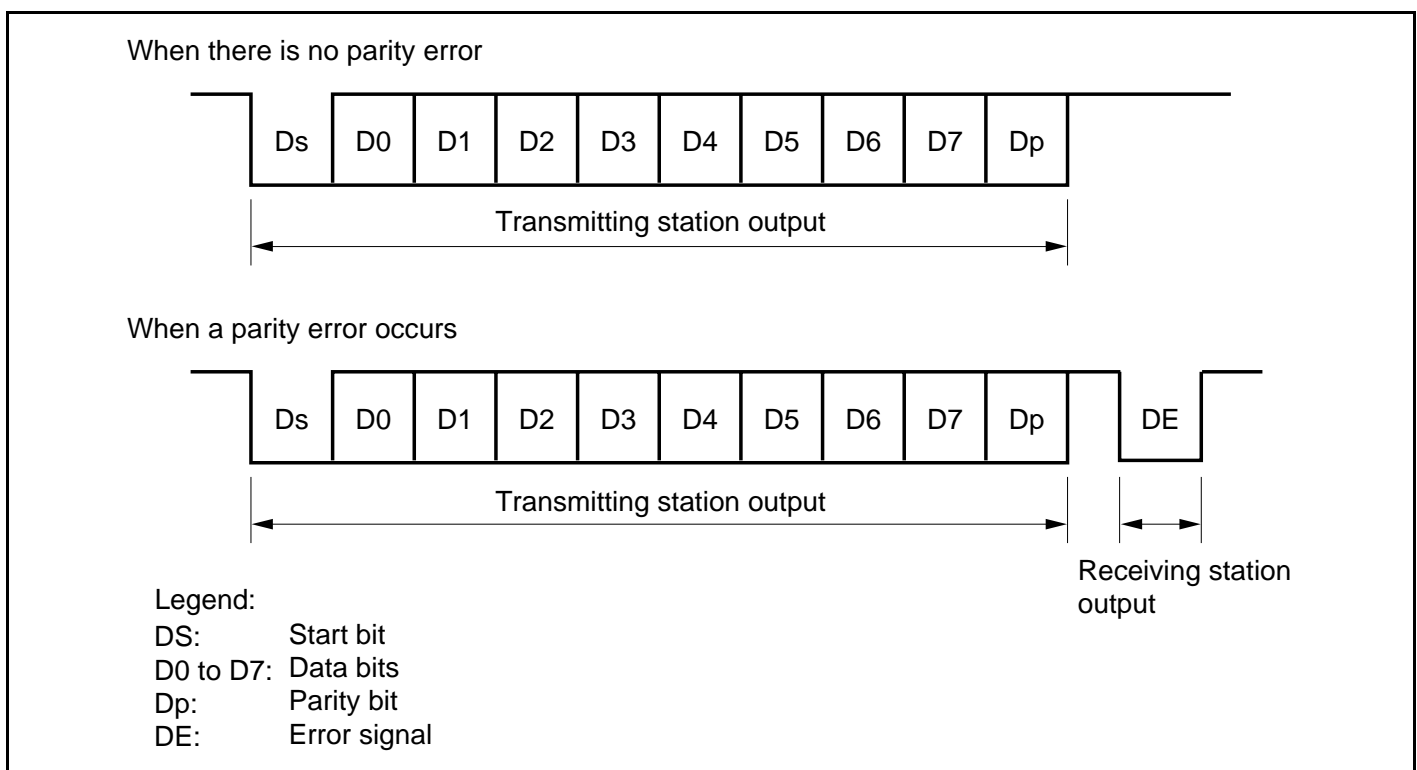 When there is no parity error
Ds D0 D1 D2 D3 D4 D5 D6 D7 Dp
Transmitting station output
When a parity error occurs
Ds D0 D1 D2 D3 D4 D5 D6 D7 Dp DE
Transmitting station output
Receiving station
output
Legend:
DS: Start bit
D0 to D7: Data bits
Dp: Parity bit
DE: Error signal